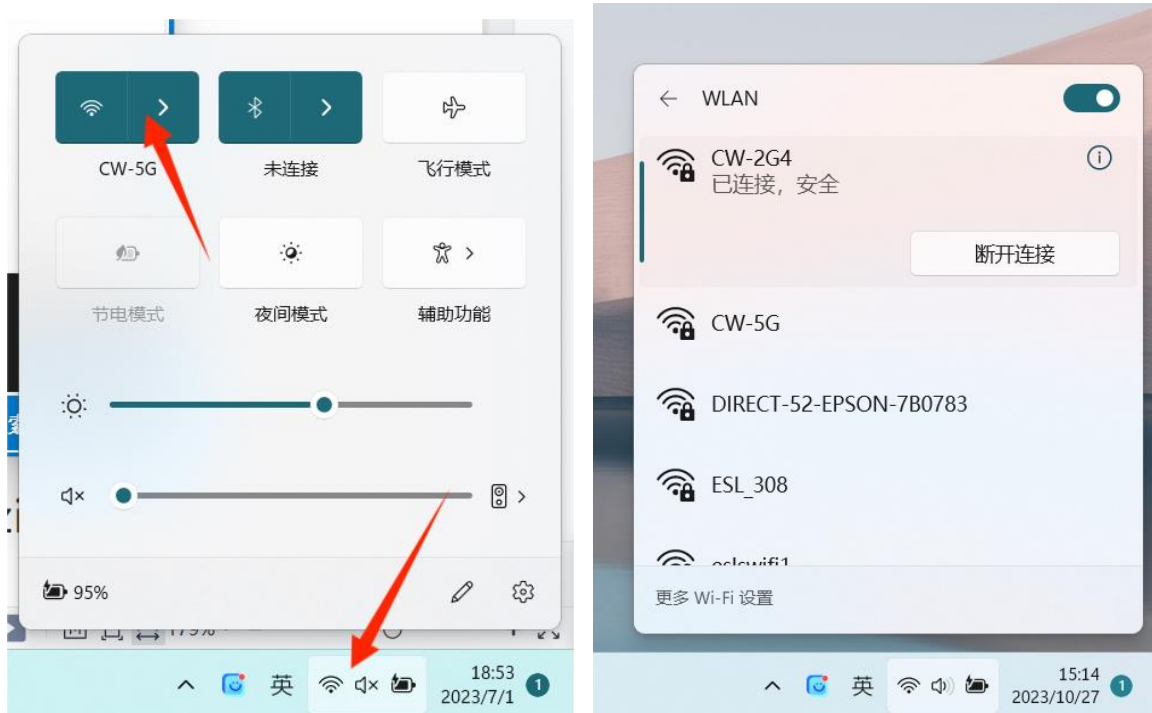 CW-5G
未连接
飞行模式
节电模式
夜间模式
辅助功能
95%
英
18:53
2023/7/1
1
WLAN
CW-2G4
已连接，安全
断开连接
CW-5G
DIRECT-52-EPSON-7B0783
ESL_308
更多 Wi-Fi 设置
英
15:14
2023/10/27
1